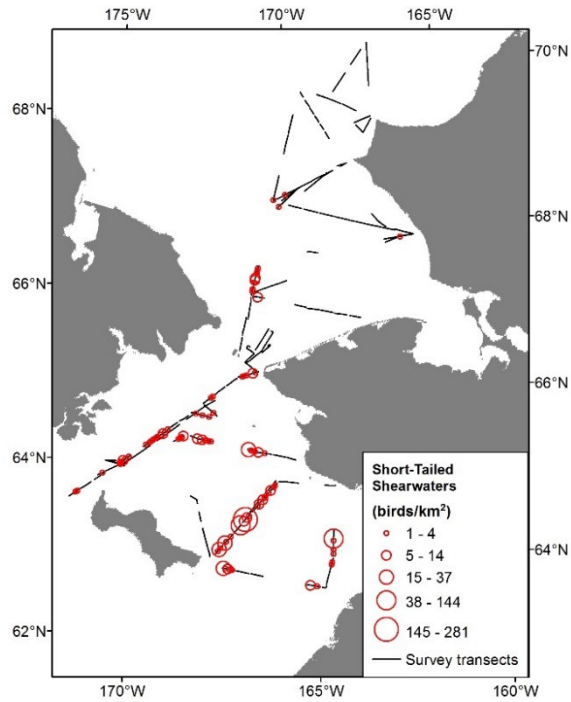 175°W 170°W 165°W
70°N
68°N
68°N
66°N
66°N
64°N
64°N
62°N
Short-Tailed
Shearwaters
(birds/km²)
1 - 4
5 - 14
15 - 37
38 - 144
145 - 281
Survey transects
170°W 165°W 160°W